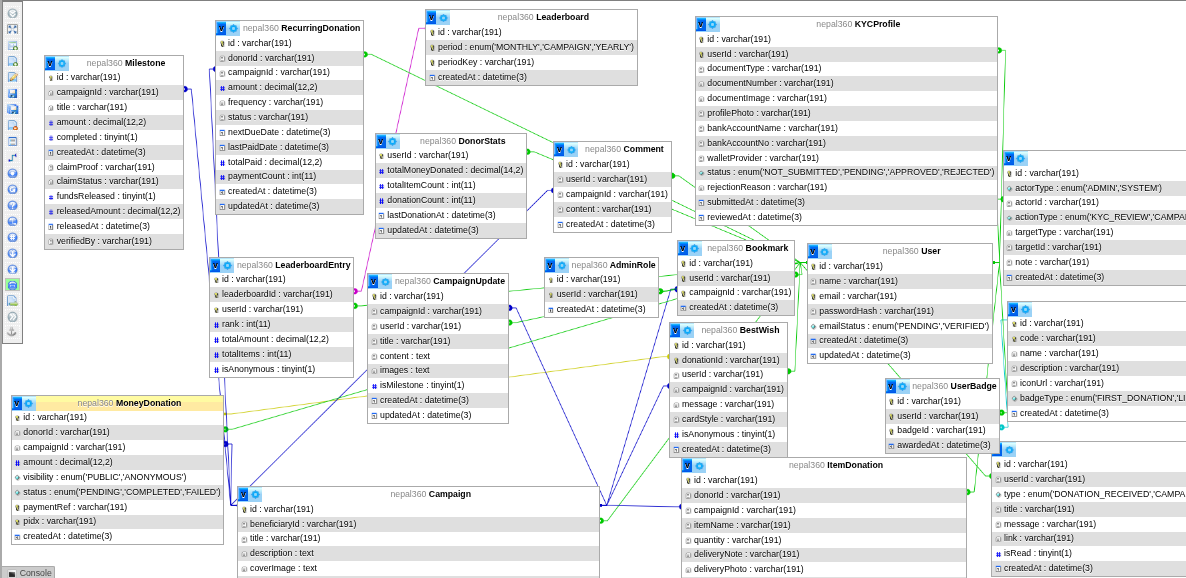 nepal360 Milestone
id : varchar(191)
campaignId : varchar(191)
title : varchar(191)
amount : decimal(12,2)
completed : tinyint(1)
createdAt : datetime(3)
claimProof : varchar(191)
claimStatus : varchar(191)
fundsReleased : tinyint(1)
releasedAmount : decimal(12,2)
releasedAt : datetime(3)
verifiedBy : varchar(191)
nepal360 RecurringDonation
id : varchar(191)
donorId : varchar(191)
campaignId : varchar(191)
amount : decimal(12,2)
frequency : varchar(191)
status : varchar(191)
nextDueDate : datetime(3)
lastPaidDate : datetime(3)
totalPaid : decimal(12,2)
paymentCount : int(11)
createdAt : datetime(3)
updatedAt : datetime(3)
nepal360 Leaderboard
id : varchar(191)
period : enum('MONTHLY','CAMPAIGN','YEARLY')
periodKey : varchar(191)
createdAt : datetime(3)
nepal360 KYCProfile
id : varchar(191)
userId : varchar(191)
documentType : varchar(191)
documentNumber : varchar(191)
documentImage : varchar(191)
profilePhoto : varchar(191)
bankAccountName : varchar(191)
bankAccountNo : varchar(191)
walletProvider : varchar(191)
status : enum('NOT_SUBMITTED','PENDING','APPROVED','REJECTED')
rejectionReason : varchar(191)
submittedAt : datetime(3)
reviewedAt : datetime(3)
nepal360 DonorStats
userId : varchar(191)
totalMoneyDonated : decimal(14,2)
totalItemCount : int(11)
donationCount : int(11)
lastDonationAt : datetime(3)
updatedAt : datetime(3)
nepal360 Comment
id : varchar(191)
userId : varchar(191)
campaignId : varchar(191)
content : varchar(191)
createdAt : datetime(3)
id : varchar(191)
actorType : enum('ADMIN','SYSTEM')
actorId : varchar(191)
actionType : enum('KYC_REVIEW','CAMPA
targetType : varchar(191)
targetId : varchar(191)
note : varchar(191)
createdAt : datetime(3)
nepal360 LeaderboardEntry
id : varchar(191)
leaderboardId : varchar(191)
userId : varchar(191)
rank : int(11)
totalAmount : decimal(12,2)
totalItems : int(11)
isAnonymous : tinyint(1)
nepal360 CampaignUpdate
id : varchar(191)
campaignId : varchar(191)
userId : varchar(191)
title : varchar(191)
content : text
images : text
isMilestone : tinyint(1)
createdAt : datetime(3)
updatedAt : datetime(3)
nepal360 AdminRole
id : varchar(191)
userId : varchar(191)
createdAt : datetime(3)
nepal360 Bookmark
id : varchar(191)
userId : varchar(191)
campaignId : varchar(191)
createdAt : datetime(3)
nepal360 User
id : varchar(191)
name : varchar(191)
email : varchar(191)
passwordHash : varchar(191)
emailStatus : enum('PENDING','VERIFIED')
createdAt : datetime(3)
updatedAt : datetime(3)
id : varchar(191)
code : varchar(191)
name : varchar(191)
description : varchar(191)
iconUrl : varchar(191)
badgeType : enum('FIRST_DONATION','LI
createdAt : datetime(3)
nepal360 BestWish
id : varchar(191)
donationId : varchar(191)
userId : varchar(191)
campaignId : varchar(191)
message : varchar(191)
cardStyle : varchar(191)
isAnonymous : tinyint(1)
createdAt : datetime(3)
nepal360 UserBadge
id : varchar(191)
userId : varchar(191)
badgeId : varchar(191)
awardedAt : datetime(3)
nepal360 MoneyDonation
id : varchar(191)
donorId : varchar(191)
campaignId : varchar(191)
amount : decimal(12,2)
visibility : enum('PUBLIC','ANONYMOUS')
status : enum('PENDING','COMPLETED','FAILED')
paymentRef : varchar(191)
pidx : varchar(191)
createdAt : datetime(3)
nepal360 Campaign
id : varchar(191)
beneficiaryId : varchar(191)
title : varchar(191)
description : text
coverImage : text
nepal360 ItemDonation
id : varchar(191)
donorId : varchar(191)
campaignId : varchar(191)
itemName : varchar(191)
quantity : varchar(191)
deliveryNote : varchar(191)
deliveryPhoto : varchar(191)
id : varchar(191)
userId : varchar(191)
type : enum('DONATION_RECEIVED','CAMPA
title : varchar(191)
message : varchar(191)
link : varchar(191)
isRead : tinyint(1)
createdAt : datetime(3)
Console